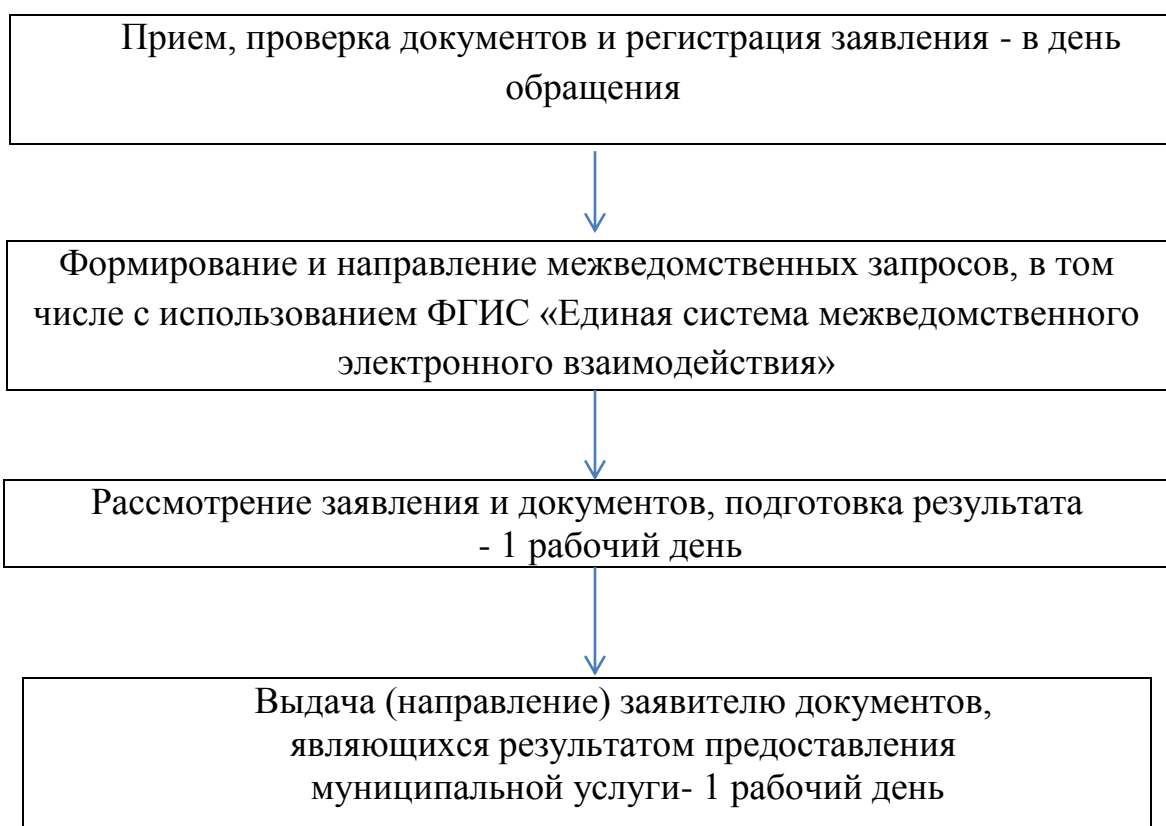 Прием, проверка документов и регистрация заявления - в день
обращения
Формирование и направление межведомственных запросов, в том
числе с использованием ФГИС «Единая система межведомственного
электронного взаимодействия»
Рассмотрение заявления и документов, подготовка результата
- 1 рабочий день
Выдача (направление) заявителю документов,
являющихся результатом предоставления
муниципальной услуги- 1 рабочий день